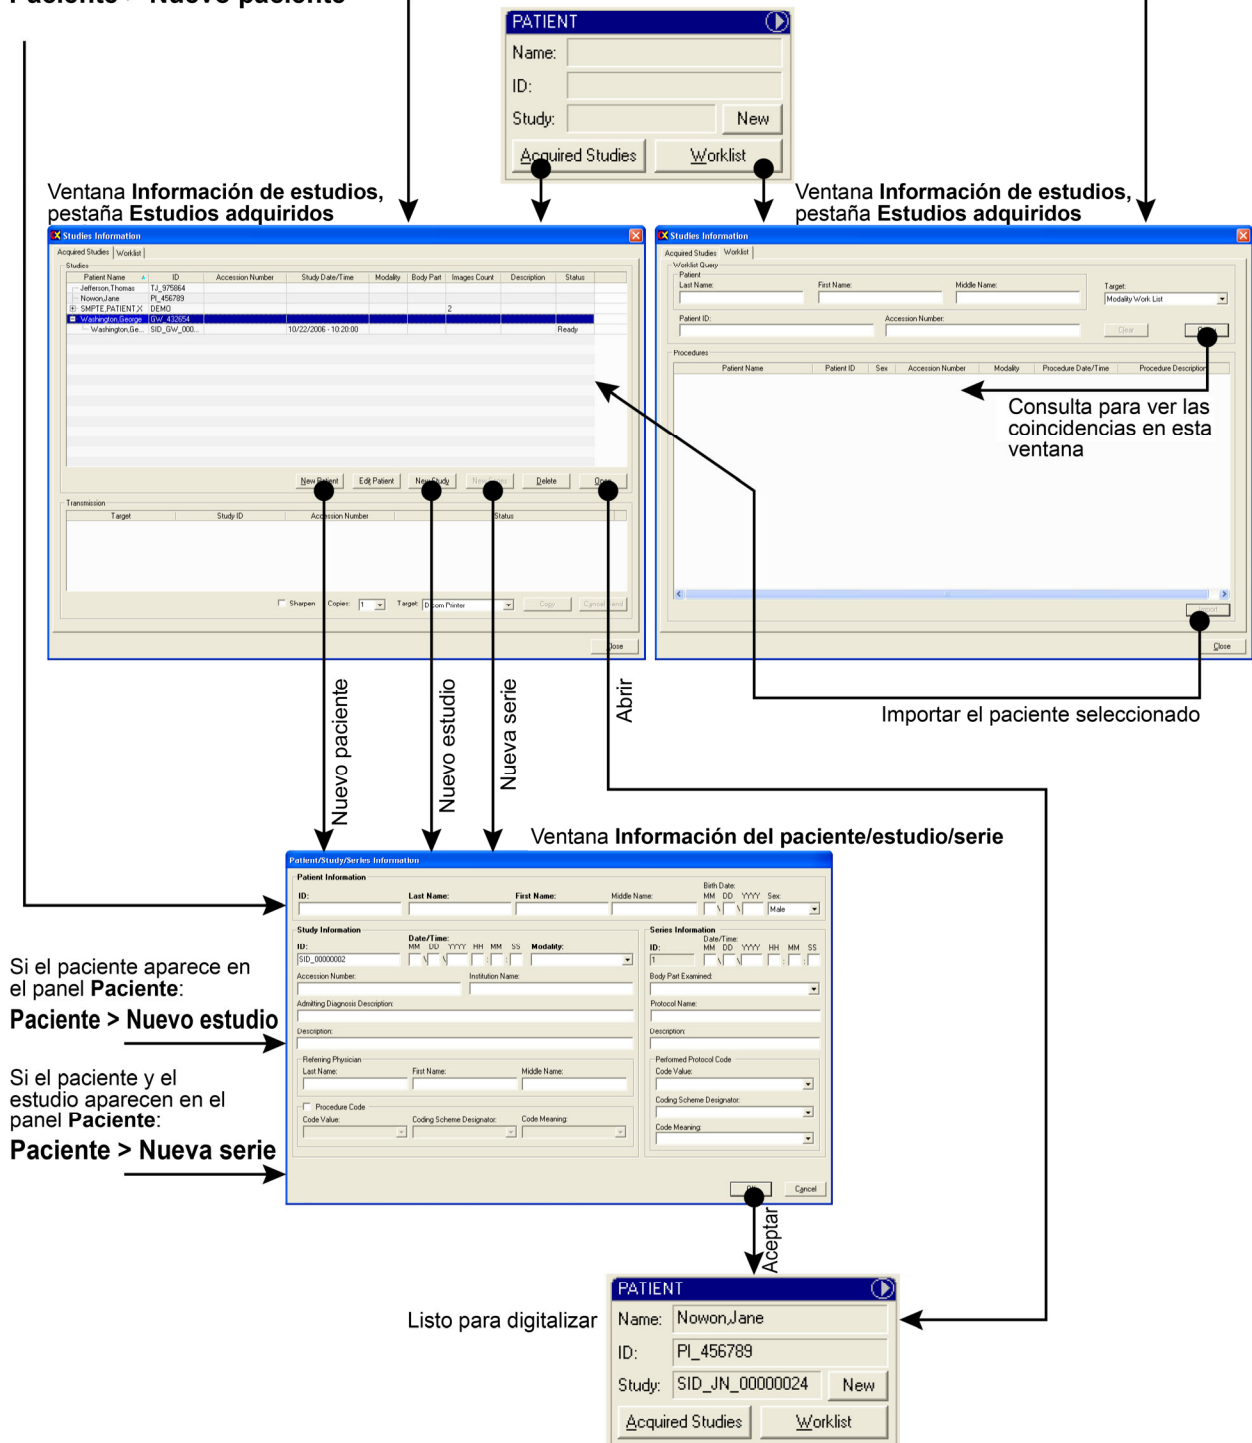 Paciente > Nuevo paciente
PATIENT
Name:
ID:
Study:
New
Acquired Studies
Worklist
Ventana Información de estudios,
pestaña Estudios adquiridos
Ventana Información de estudios,
pestaña Estudios adquiridos
Studies Information
Acquired Studies Worklist
Studies
Patient Name ID Accession Number Study Date/Time Modality Body Part Images Count Description Status
Jefferson,Thomas TJ_975864
Nowon,Jane PI_456789
SMPTE,PATIENT,X DEMO 2
Washington,George GW_432654
Washington,Ge... SID_GW_000... 10/22/2006 - 10:20:00 Ready
New Patient Edit Patient New Study Delete
Transmission
Target Study ID Accession Number Status
Sharpen Copies: 1 Target: Dicom Printer Copy
Close
Studies Information
Acquired Studies Worklist
Worklist Query
Patient
Last Name: First Name: Middle Name: Target:
Modality Work List
Patient ID: Accession Number:
Clear
Procedures
Patient Name Patient ID Sex Accession Number Modality Procedure Date/Time Procedure Description
Consulta para ver las
coincidencias en esta
ventana
Close
Nuevo paciente
Nuevo estudio
Nueva serie
Abrir
Importar el paciente seleccionado
Ventana Información del paciente/estudio/serie
Patient/Study/Series Information
Patient Information
Birth Date:
ID: Last Name: First Name: Middle Name: MM DD YYYY Sex:
Male
Study Information
Date/Time:
ID: MM DD YYYY HH MM SS Modality:
SID_00000002
Accession Number: Institution Name:
Admitting Diagnosis Description:
Description:
Referring Physician
Last Name: First Name: Middle Name:
Procedure Code
Code Value: Coding Scheme Designator: Code Meaning:
Series Information
Date/Time:
ID: MM DD YYYY HH MM SS
1
Body Part Examined:
Protocol Name:
Description:
Performed Protocol Code
Code Value:
Coding Scheme Designator:
Code Meaning:
Cancel
Si el paciente aparece en
el panel Paciente:
Paciente > Nuevo estudio
Si el paciente y el
estudio aparecen en el
panel Paciente:
Paciente > Nueva serie
Aceptar
Listo para digitalizar
PATIENT
Name: Nowon,Jane
ID: PI_456789
Study: SID_JN_00000024 New
Acquired Studies Worklist